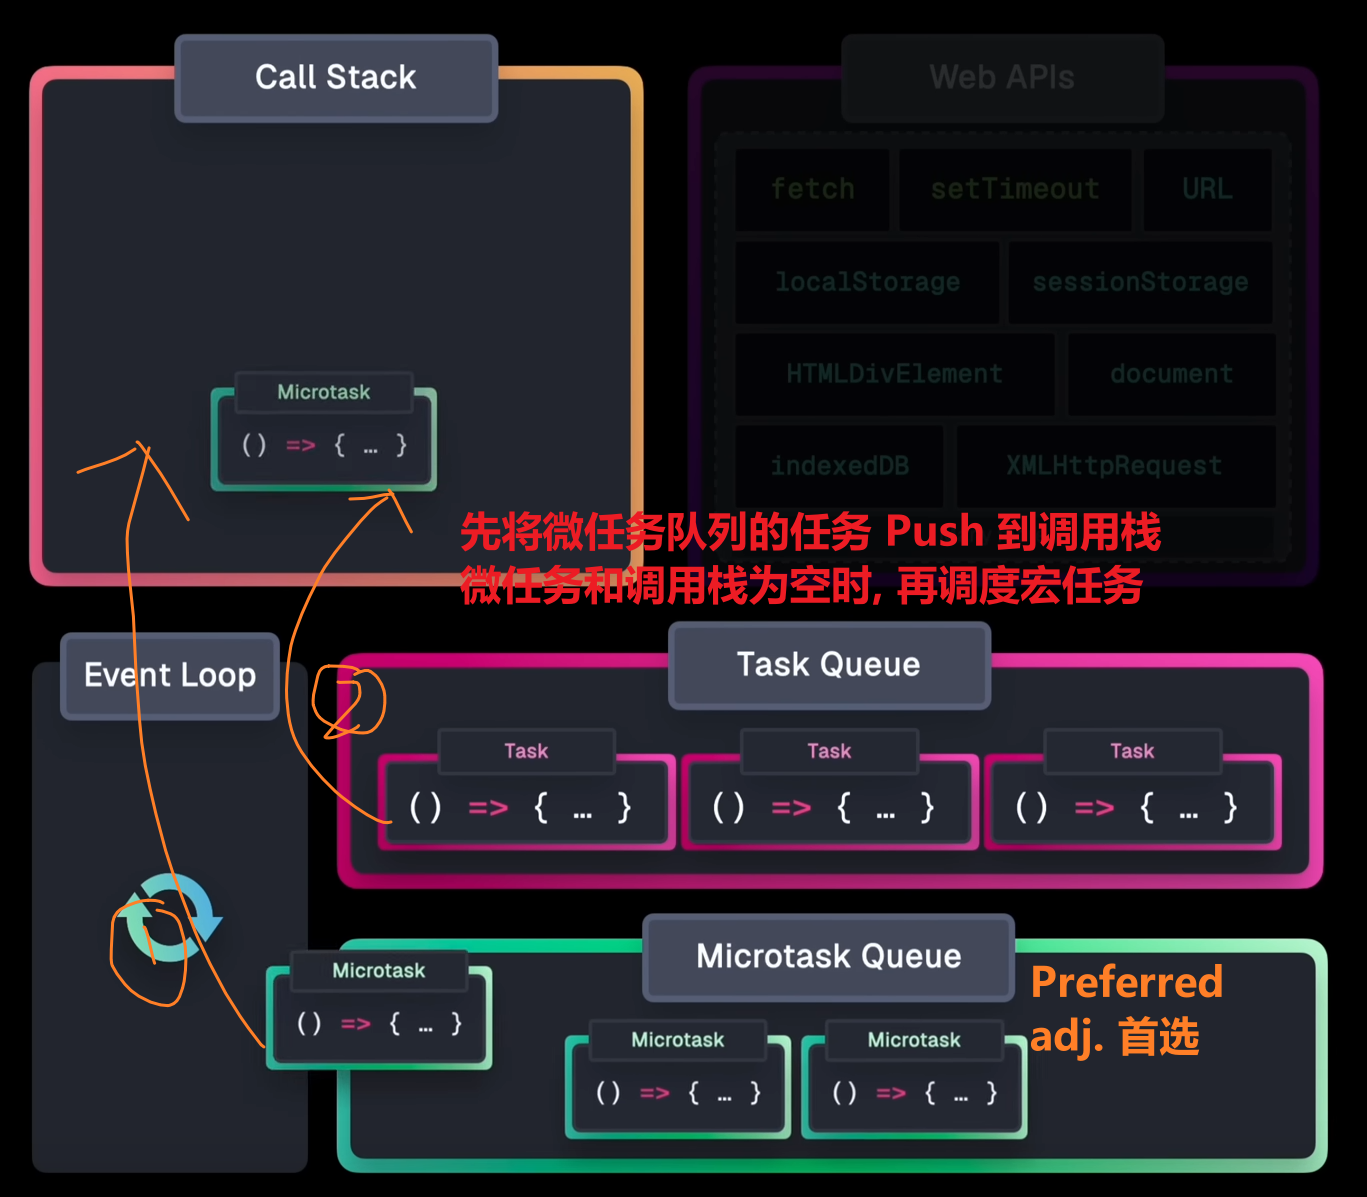 Call Stack
Web APIs
fetch
setTimeout
URL
localStorage
sessionStorage
HTMLDivElement
document
indexedDB
XMLHttpRequest
Microtask
() => { … }
先将微任务队列的任务 Push 到调用栈
微任务和调用栈为空时, 再调度宏任务
Event Loop
1
2
Task Queue
Task
() => { … }
Task
() => { … }
Task
() => { … }
Microtask Queue
Microtask
() => { … }
Microtask
() => { … }
Microtask
() => { … }
Preferred
adj. 首选